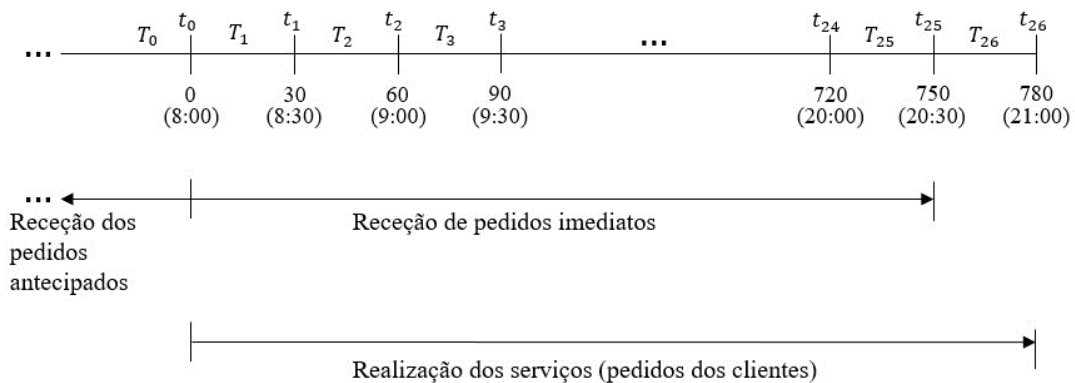 t₀ t₁ t₂ t₃ t₂₄ t₂₅ t₂₆
... T₀ T₁ T₂ T₃ ... T₂₅ T₂₆
0 30 60 90 720 750 780
(8:00) (8:30) (9:00) (9:30) (20:00) (20:30) (21:00)
...
Receção dos
pedidos
antecipados
Receção de pedidos imediatos
Realização dos serviços (pedidos dos clientes)